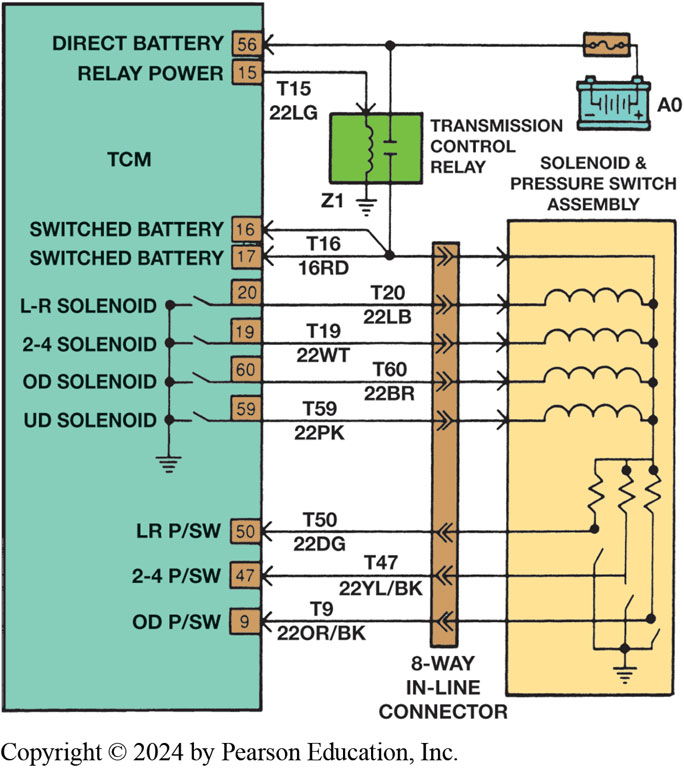 DIRECT BATTERY 56
RELAY POWER 15
T15
22LG
A0
TRANSMISSION
CONTROL
RELAY
TCM
Z1
SOLENOID &
PRESSURE SWITCH
ASSEMBLY
SWITCHED BATTERY 16
SWITCHED BATTERY 17
T16
16RD
L-R SOLENOID 20
T20
22LB
2-4 SOLENOID 19
T19
22WT
OD SOLENOID 60
T60
22BR
UD SOLENOID 59
T59
22PK
LR P/SW 50
T50
22DG
2-4 P/SW 47
T47
22YL/BK
OD P/SW 9
T9
22OR/BK
8-WAY
IN-LINE
CONNECTOR
Copyright © 2024 by Pearson Education, Inc.